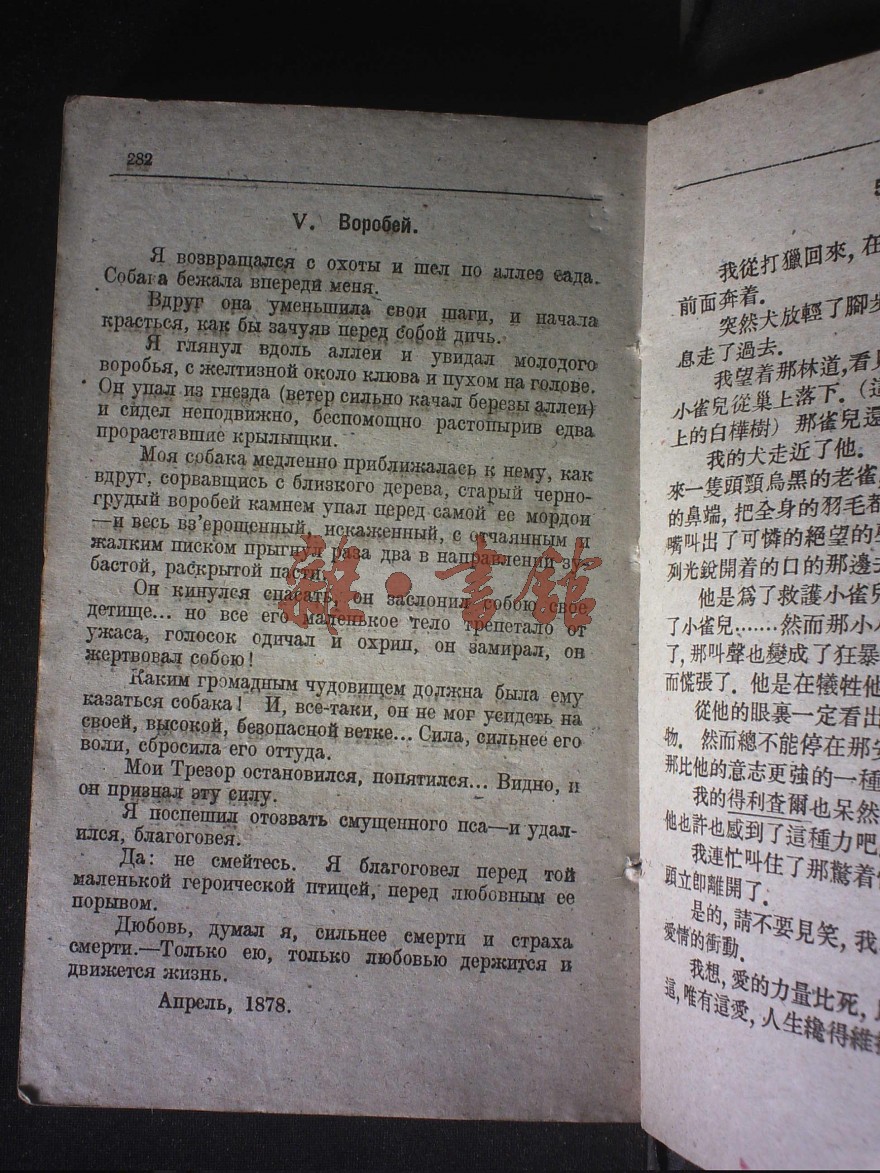 282
V. Воробей.
Я возвращался с охоты и шел по аллее сада.
Собака бежала впереди меня.
Вдруг она уменьшила свои шаги, и начала
красться, как бы зачуяв перед собой дичь.
Я глянул вдоль аллеи и увидал молодого
воробья, с желтизной около клюва и пухом на голове.
Он упал из гнезда (ветер сильно качал березы аллеи)
и сидел неподвижно, беспомощно растопырив едва
прораставшие крылыщки.
Моя собака медленно приближалась к нему, как
вдруг, сорвавщись с близкого дерева, старый черно-
грудый воробей камнем упал перед самой ее мордои
—и весь вз'ерощенный, искаженный, с отчаянным и
жалким писком прыгнул раза два в направлении зу-
бастой, раскрытой пасти.
Он кинулся спасать, он заслонил собою свое
детище... но все его маленькое тело трепетало от
ужаса, голосок одичал и охрип, он замирал, он
жертвовал собою!
Каким громадным чудовищем должна была ему
казаться собака! И, все-таки, он не мог усидеть на
своей, высокой, безопасной ветке... Сила, сильнее его
воли, сбросила его оттуда.
Мои Трезор остановился, попятился... Видно, и
он признал эту силу.
Я поспешил отозвать смущенного пса—и удал-
ился, благоговея.
Да: не смейтесь. Я благоговел перед той
маленькой героической птицей, перед любовным ее
порывом.
Дюбовь, думал я, сильнее смерти и страха
смерти.—Только ею, только любовью держится и
движется жизнь.
Апрель, 1878.
雜·書館
我從打獵回來，在
前面奔着．
突然犬放輕了腳步
息走了過去．
我望着那林道，看見
小雀兒從巢上落下．（這
上的白樺樹）那雀兒還
我的犬走近了他．
來一隻頭頸烏黑的老雀，
的鼻端，把全身的羽毛都
嘴叫出了可憐的絕望的
列光銳開着的口的那邊去
他是爲了救護小雀兒
了小雀兒……然而那小小
了，那叫聲也變成了狂暴
而慌張了．他是在犧牲他
從他的眼裏一定看出
物．然而總不能停在那安
那比他的意志更強的一種
我的得利查爾也呆然
他也許也感到了這種力吧．
我連忙叫住了那驚着
頭立卽離開了．
是的，請不要見笑，我
愛情的衝動．
我想，愛的力量比死，
這，唯有這愛，人生纔得維